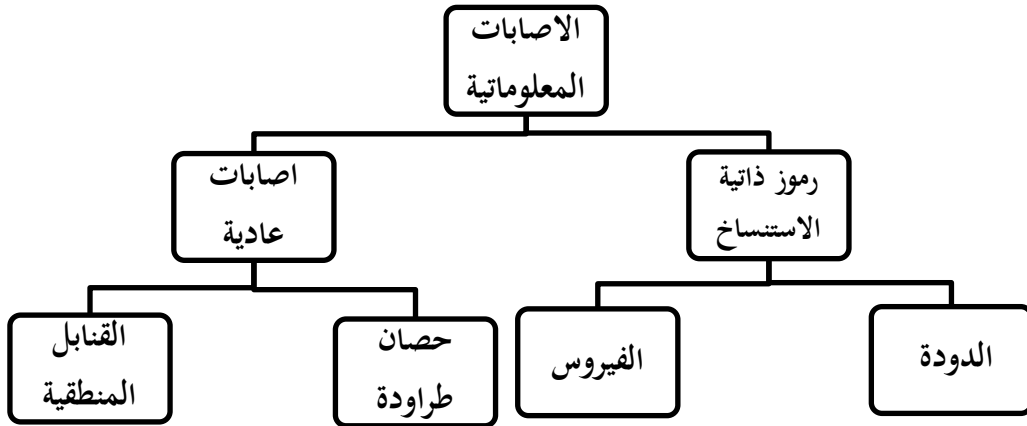 الاصابات
المعلوماتية
رموز ذاتية
الاستنساخ
اصابات
عادية
الدودة
الفيروس
حصان
طراودة
القنابل
المنطقية